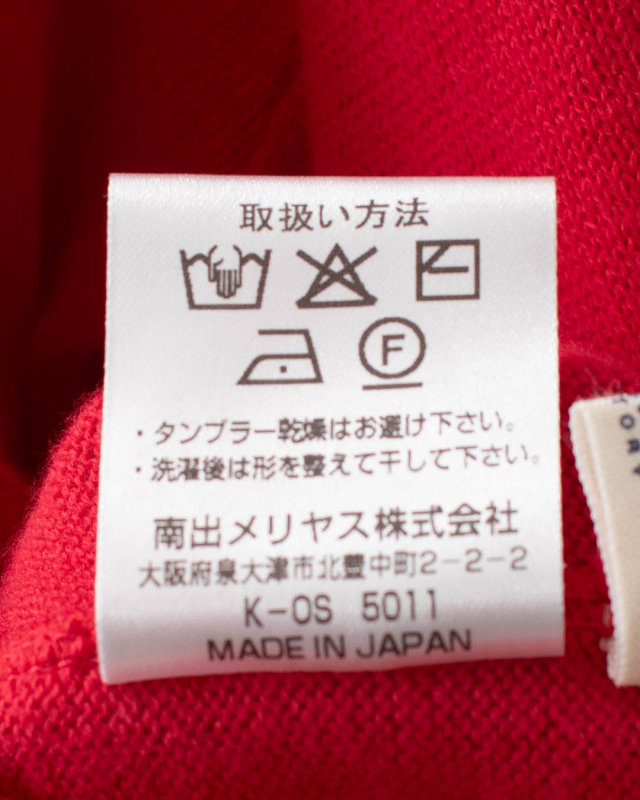 取扱い方法
F
・タンブラー乾燥はお避け下さい。
・洗濯後は形を整えて干して下さい。
南出メリヤス株式会社
大阪府泉大津市北豊中町2-2-2
K-OS 5011
MADE IN JAPAN